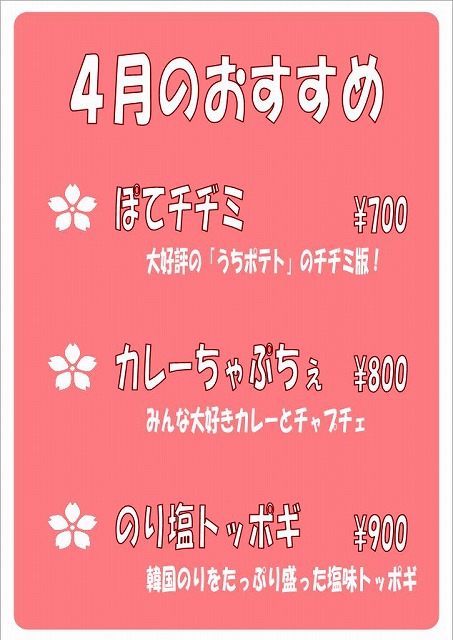 4月のおすすめ
ぽてチヂミ ¥700
大好評の「うちポテト」のチヂミ版！
カレーちゃぷちぇ ¥800
みんな大好きカレーとチャプチェ
のり塩トッポギ ¥900
韓国のりをたっぷり盛った塩味トッポギ